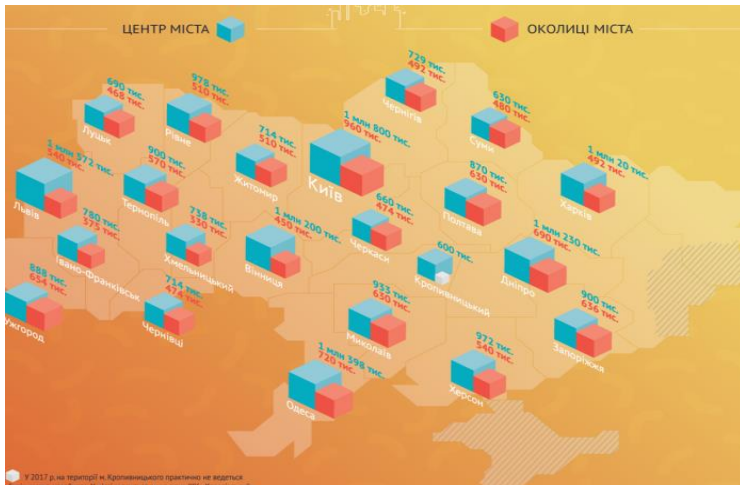 ЦЕНТР МІСТА
ОКОЛИЦІ МІСТА
729 тис.
492 тис.
Чернігів
690 тис.
468 тис.
Луцьк
978 тис.
510 тис.
Рівне
630 тис.
480 тис.
Суми
714 тис.
510 тис.
Житомир
1 млн 800 тис.
960 тис.
Київ
1 млн 572 тис.
540 тис.
Львів
900 тис.
570 тис.
Тернопіль
870 тис.
630 тис.
Полтава
1 млн 20 тис.
492 тис.
Харків
780 тис.
375 тис.
Івано-Франківськ
738 тис.
330 тис.
Хмельницький
1 млн 200 тис.
450 тис.
Вінниця
660 тис.
474 тис.
Черкаси
600 тис.
Кропивницький
1 млн 230 тис.
690 тис.
Дніпро
888 тис.
654 тис.
Ужгород
714 тис.
474 тис.
Чернівці
933 тис.
630 тис.
Миколаїв
900 тис.
636 тис.
Запоріжжя
1 млн 398 тис.
720 тис.
Одеса
972 тис.
540 тис.
Херсон
У 2017 р. на території м. Кропивницького практично не ведеться